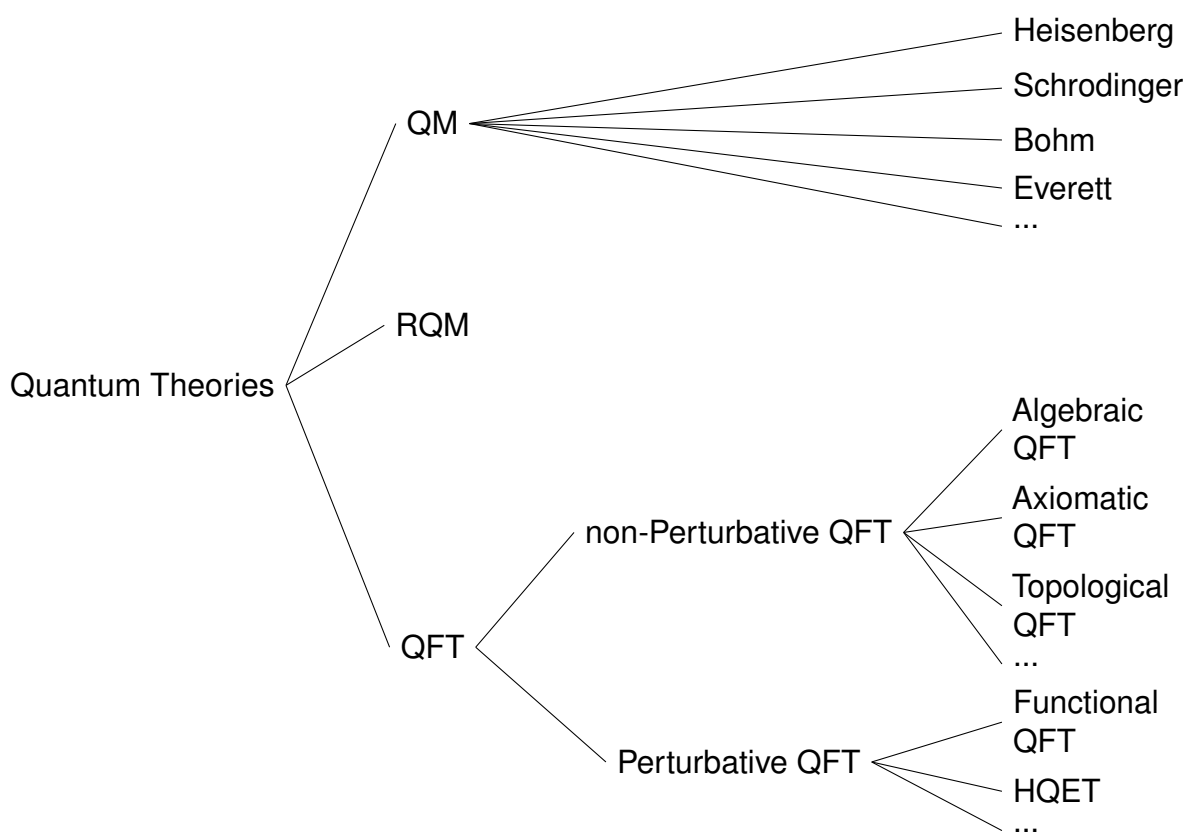 Heisenberg
Schrodinger
QM
Bohm
Everett
...
RQM
Quantum Theories
Algebraic
QFT
Axiomatic
non-Perturbative QFT
QFT
Topological
QFT
QFT
...
Functional
QFT
Perturbative QFT
HQET
...